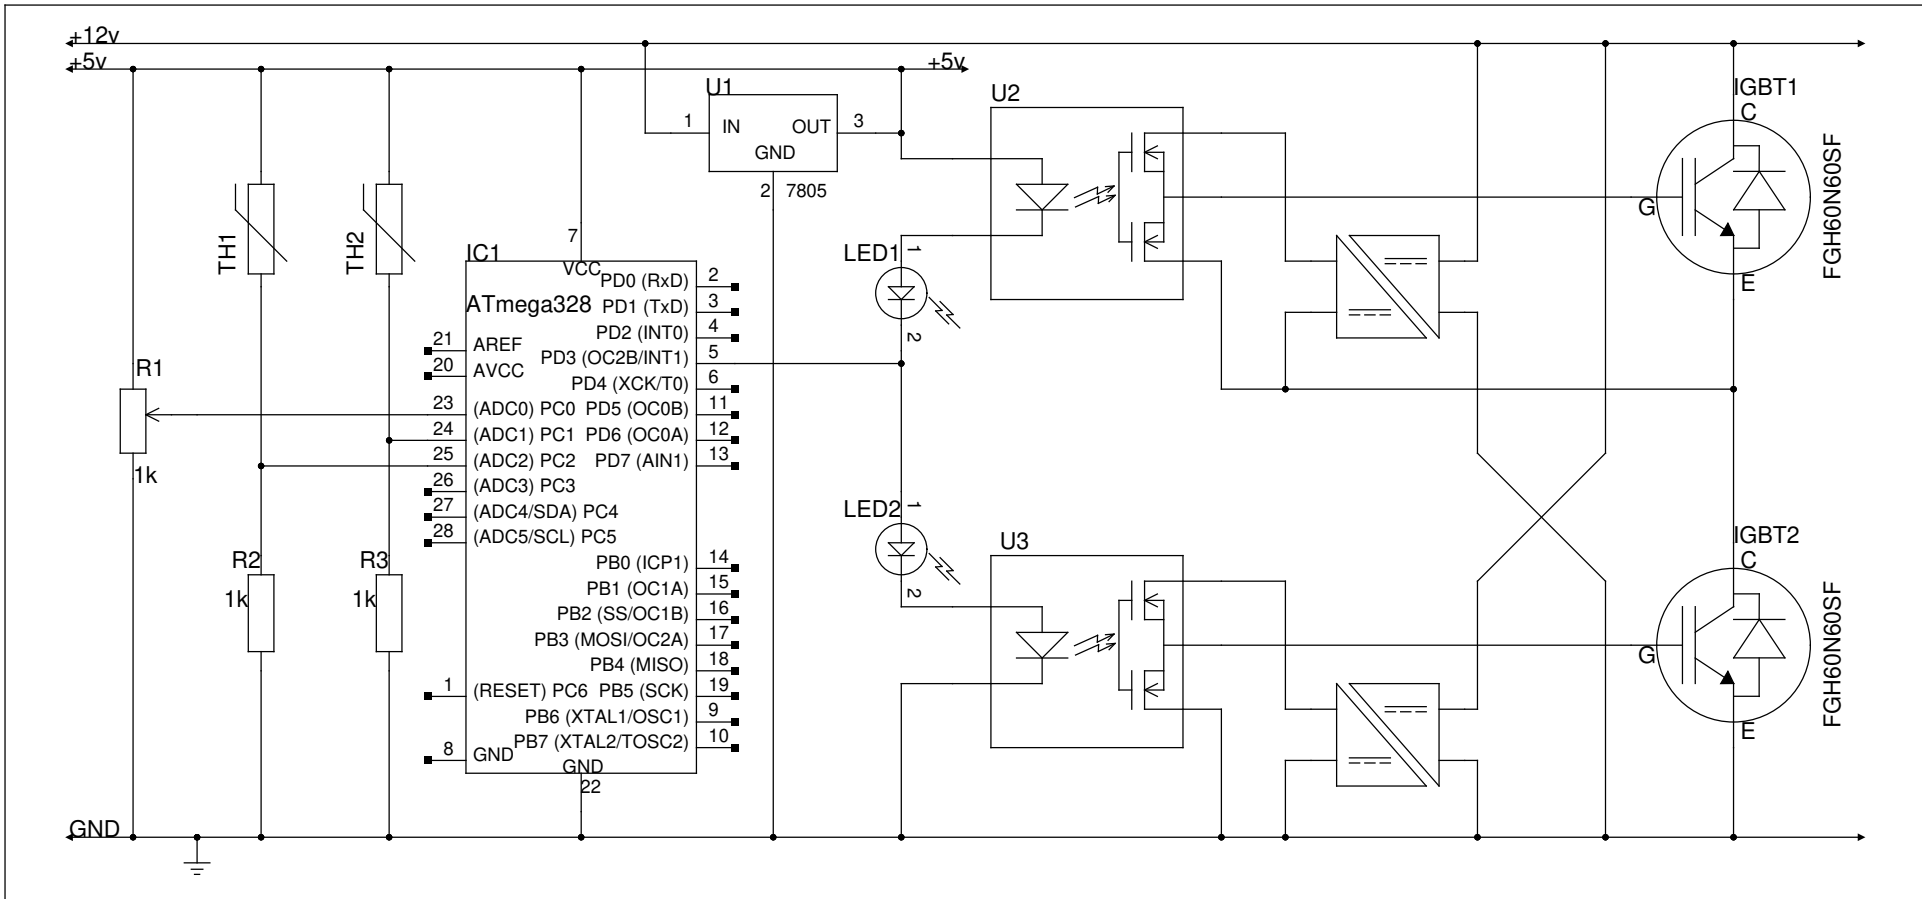 +12v
+5v
+5v
U1
1
IN
OUT
3
GND
2
7805
U2
IGBT1
C
G
E
FGH60N60SF
TH1
TH2
7
IC1
VCC
ATmega328
PD0 (RxD)
2
PD1 (TxD)
3
PD2 (INT0)
4
PD3 (OC2B/INT1)
5
PD4 (XCK/T0)
6
PD5 (OC0B)
11
PD6 (OC0A)
12
PD7 (AIN1)
13
21
AREF
20
AVCC
23
(ADC0) PC0
24
(ADC1) PC1
25
(ADC2) PC2
26
(ADC3) PC3
27
(ADC4/SDA) PC4
28
(ADC5/SCL) PC5
PB0 (ICP1)
14
PB1 (OC1A)
15
PB2 (SS/OC1B)
16
PB3 (MOSI/OC2A)
17
PB4 (MISO)
18
1
(RESET) PC6
PB5 (SCK)
19
PB6 (XTAL1/OSC1)
9
PB7 (XTAL2/TOSC2)
10
8
GND
GND
22
R1
1k
R2
1k
R3
1k
LED1
1
2
LED2
1
2
U3
IGBT2
C
G
E
FGH60N60SF
GND